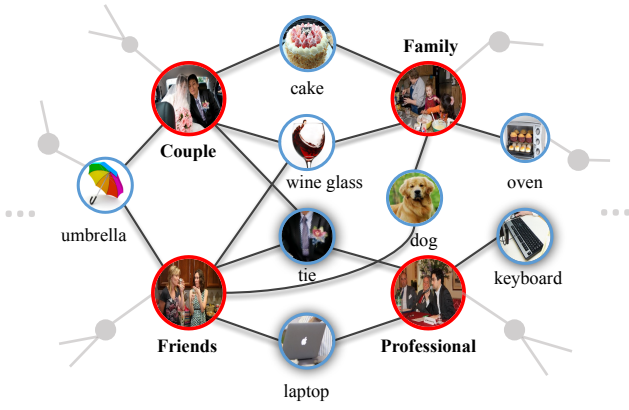 Family
cake
Couple
wine glass
oven
umbrella
dog
tie
keyboard
Friends
Professional
laptop